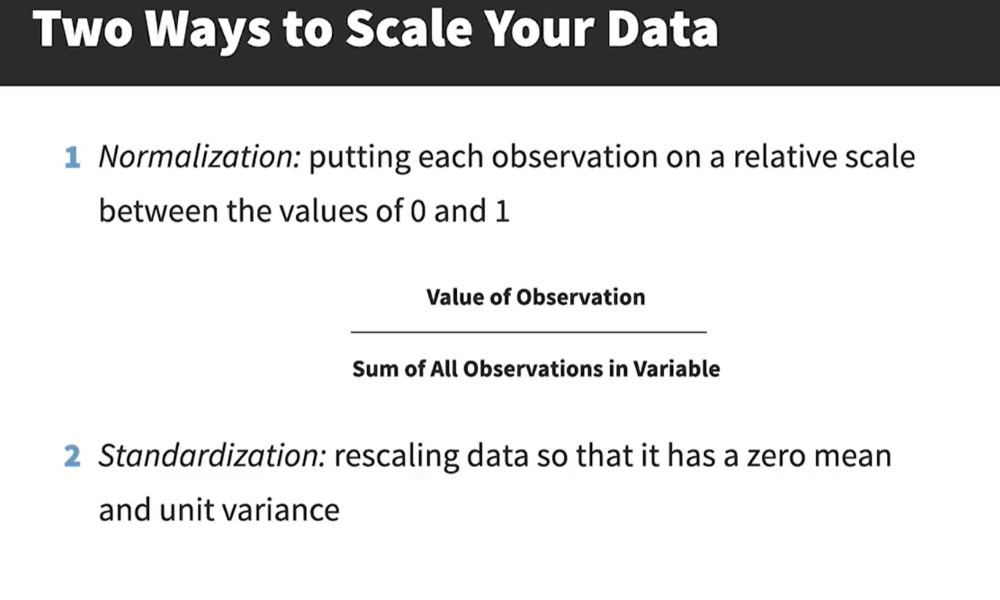 Two Ways to Scale Your Data
1 Normalization: putting each observation on a relative scale
between the values of 0 and 1
Value of Observation
Sum of All Observations in Variable
2 Standardization: rescaling data so that it has a zero mean
and unit variance